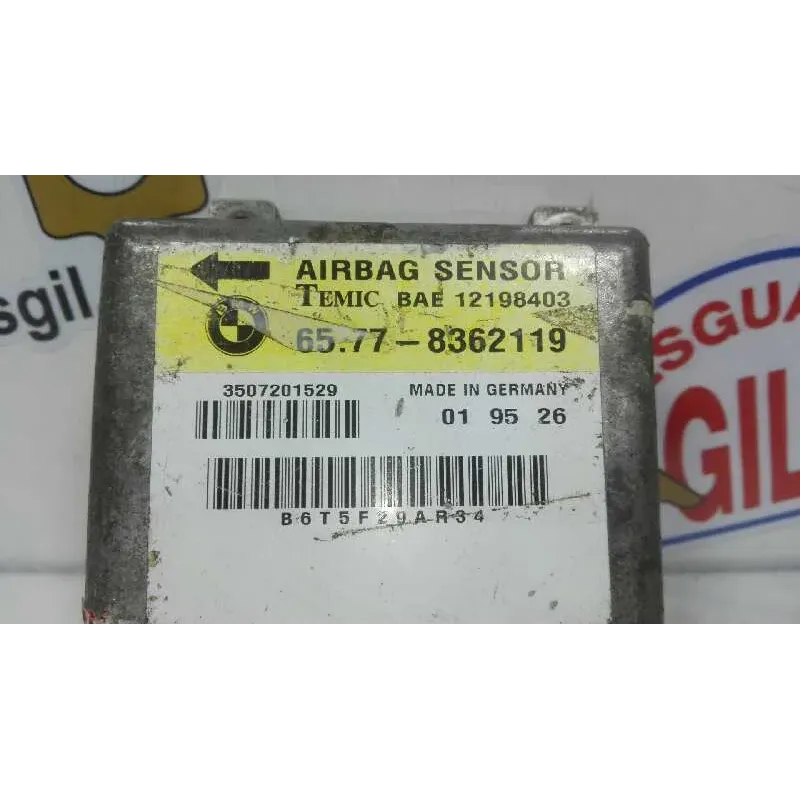 AIRBAG SENSOR
TEMIC BAE 12198403
BMW
65.77-8362119
3507201529 MADE IN GERMANY
01 95 26
B6T5F29AR34
sgil
SGUA
GIL